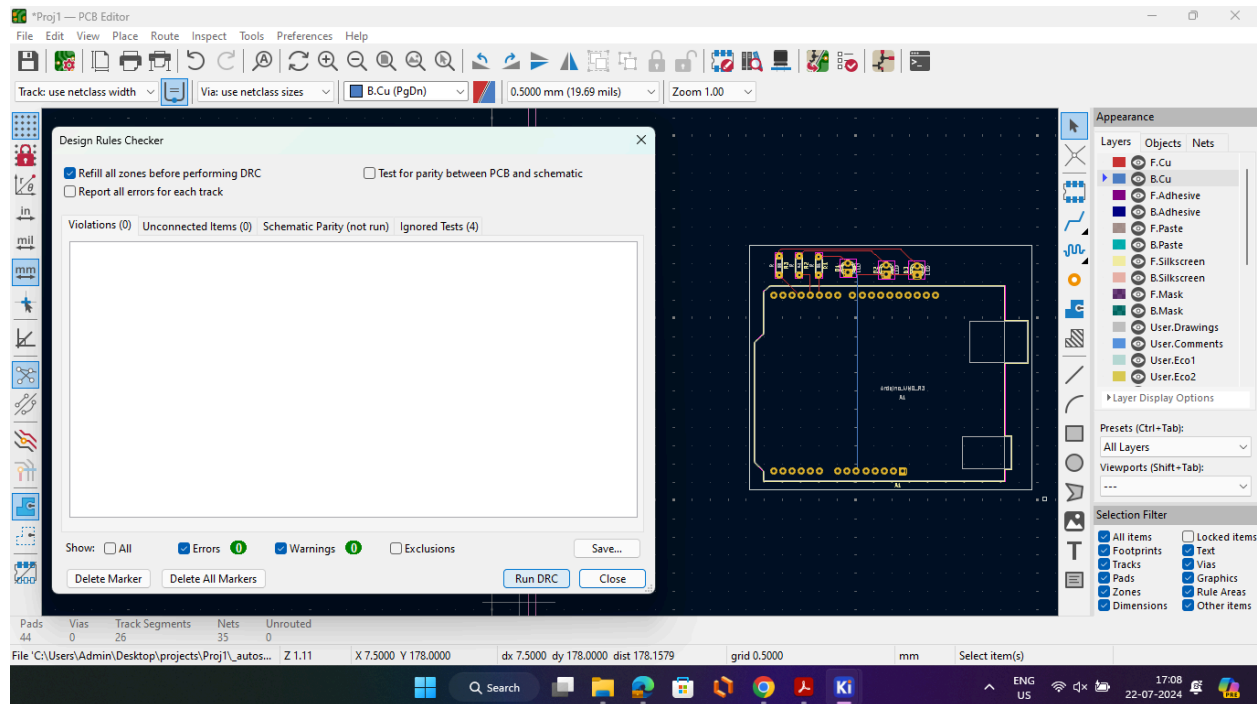 *Proj1 — PCB Editor
File Edit View Place Route Inspect Tools Preferences Help
Track: use netclass width Via: use netclass sizes B.Cu (PgDn) 0.5000 mm (19.69 mils) Zoom 1.00
in
mil
mm
Design Rules Checker
Refill all zones before performing DRC Test for parity between PCB and schematic
Report all errors for each track
Violations (0) Unconnected Items (0) Schematic Parity (not run) Ignored Tests (4)
Show: All Errors 0 Warnings 0 Exclusions Save...
Delete Marker Delete All Markers Run DRC Close
Arduino_UNO_R3
A1
A1
Appearance
Layers Objects Nets
F.Cu
B.Cu
F.Adhesive
B.Adhesive
F.Paste
B.Paste
F.Silkscreen
B.Silkscreen
F.Mask
B.Mask
User.Drawings
User.Comments
User.Eco1
User.Eco2
Layer Display Options
Presets (Ctrl+Tab):
All Layers
Viewports (Shift+Tab):
---
Selection Filter
All items Locked items
Footprints Text
Tracks Vias
Pads Graphics
Zones Rule Areas
Dimensions Other items
Pads Vias Track Segments Nets Unrouted
44 0 26 35 0
File 'C:\Users\Admin\Desktop\projects\Proj1\_autos... Z 1.11 X 7.5000 Y 178.0000 dx 7.5000 dy 178.0000 dist 178.1579 grid 0.5000 mm Select item(s)
Search Ki ENG 17:08
US 22-07-2024 PRE